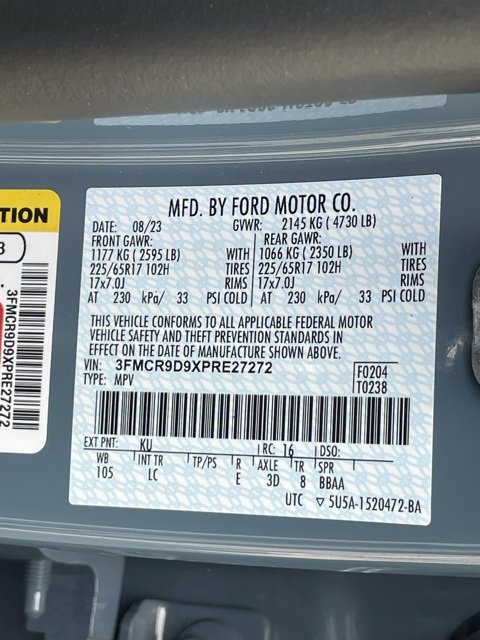 MFD. BY FORD MOTOR CO.
DATE: 08/23 GVWR: 2145 KG ( 4730 LB)
FRONT GAWR: REAR GAWR:
1177 KG ( 2595 LB) WITH 1066 KG ( 2350 LB) WITH
225/65R17 102H TIRES 225/65R17 102H TIRES
17x7.0J RIMS 17x7.0J RIMS
AT 230 kPa/ 33 PSI COLD AT 230 kPa/ 33 PSI COLD
THIS VEHICLE CONFORMS TO ALL APPLICABLE FEDERAL MOTOR
VEHICLE SAFETY AND THEFT PREVENTION STANDARDS IN
EFFECT ON THE DATE OF MANUFACTURE SHOWN ABOVE.
VIN: 3FMCR9D9XPRE27272 F0204
TYPE: MPV T0238
EXT PNT: KU RC: 16 DSO:
WB INT TR TP/PS R AXLE TR SPR
105 LC E 3D 8 BBAA
UTC ▽ 5U5A-1520472-BA
TION
3
3FMCR9D9XPRE27272